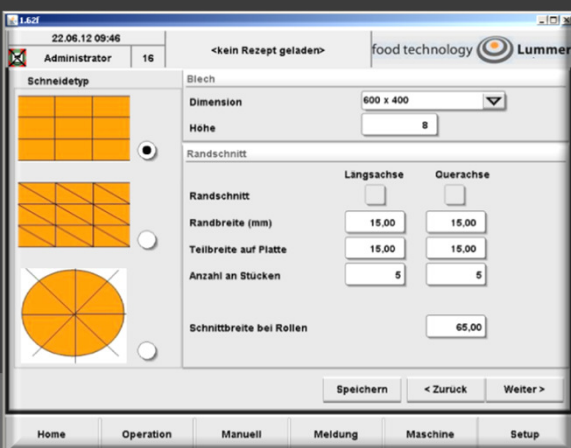 1.62f
22.06.12 09:46
Administrator 16
<kein Rezept geladen>
food technology Lummer
Schneidetyp
Blech
Dimension 600 x 400
Höhe 8
Randschnitt
Längsachse Querachse
Randschnitt
Randbreite (mm) 15,00 15,00
Teilbreite auf Platte 15,00 15,00
Anzahl an Stücken 5 5
Schnittbreite bei Rollen 65,00
Speichern < Zurück Weiter >
Home Operation Manuell Meldung Maschine Setup